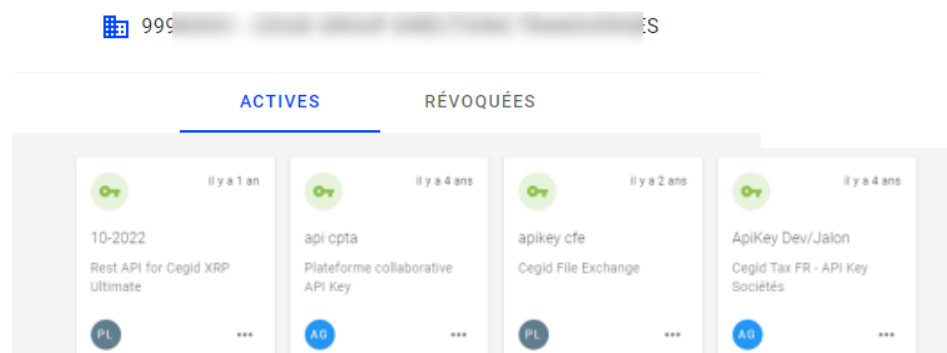 999
ES
ACTIVES
RÉVOQUÉES
il y a 1 an
10-2022
Rest API for Cegid XRP
Ultimate
PL
il y a 4 ans
api cpta
Plateforme collaborative
API Key
AG
il y a 2 ans
apikey cfe
Cegid File Exchange
PL
il y a 4 ans
ApiKey Dev/Jalon
Cegid Tax FR - API Key
Sociétés
AG